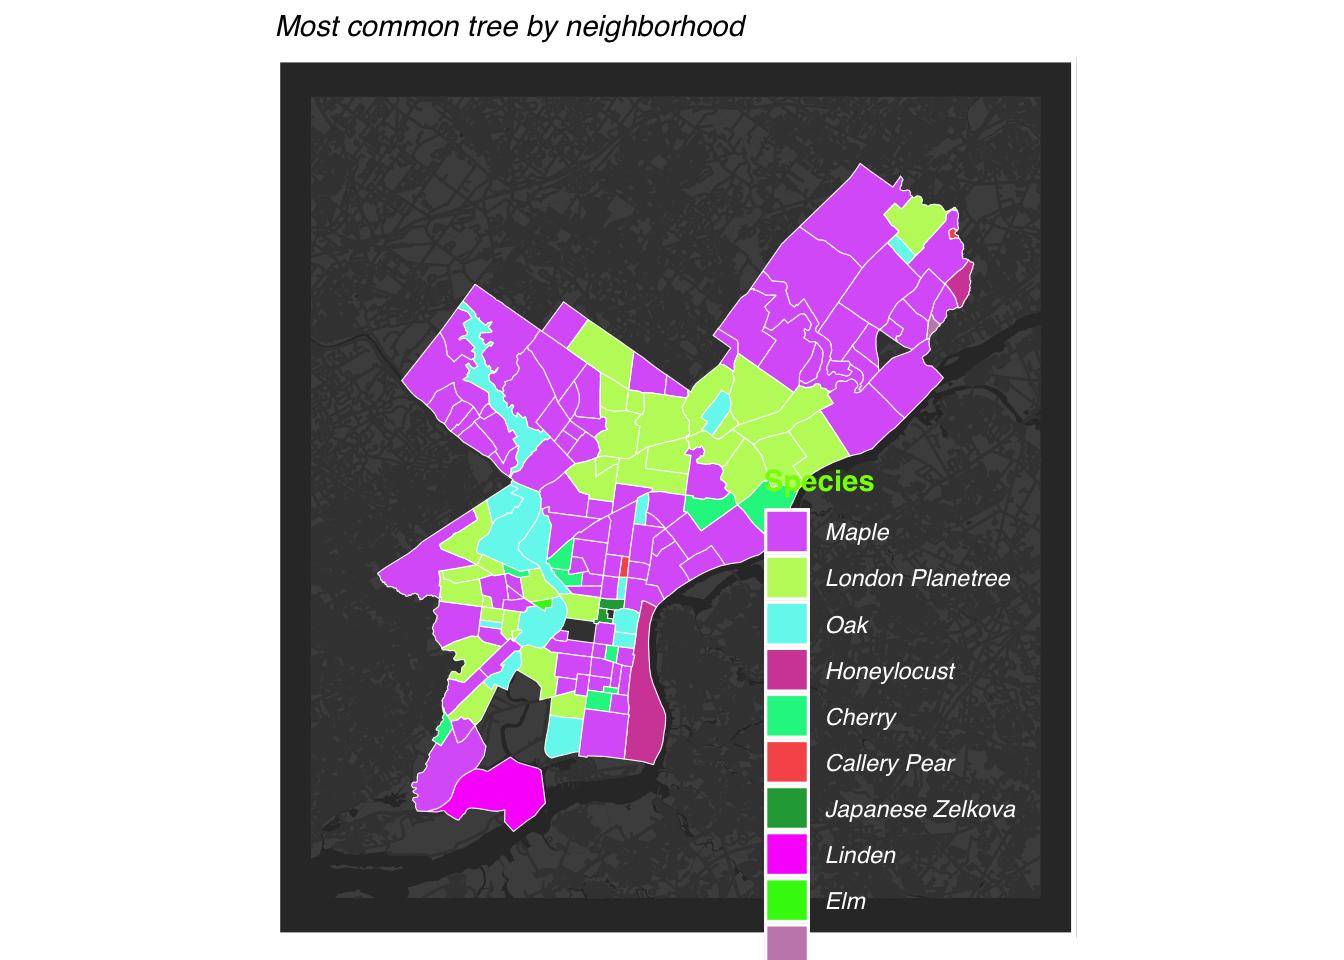 Most common tree by neighborhood
Species
Maple
London Planetree
Oak
Honeylocust
Cherry
Callery Pear
Japanese Zelkova
Linden
Elm